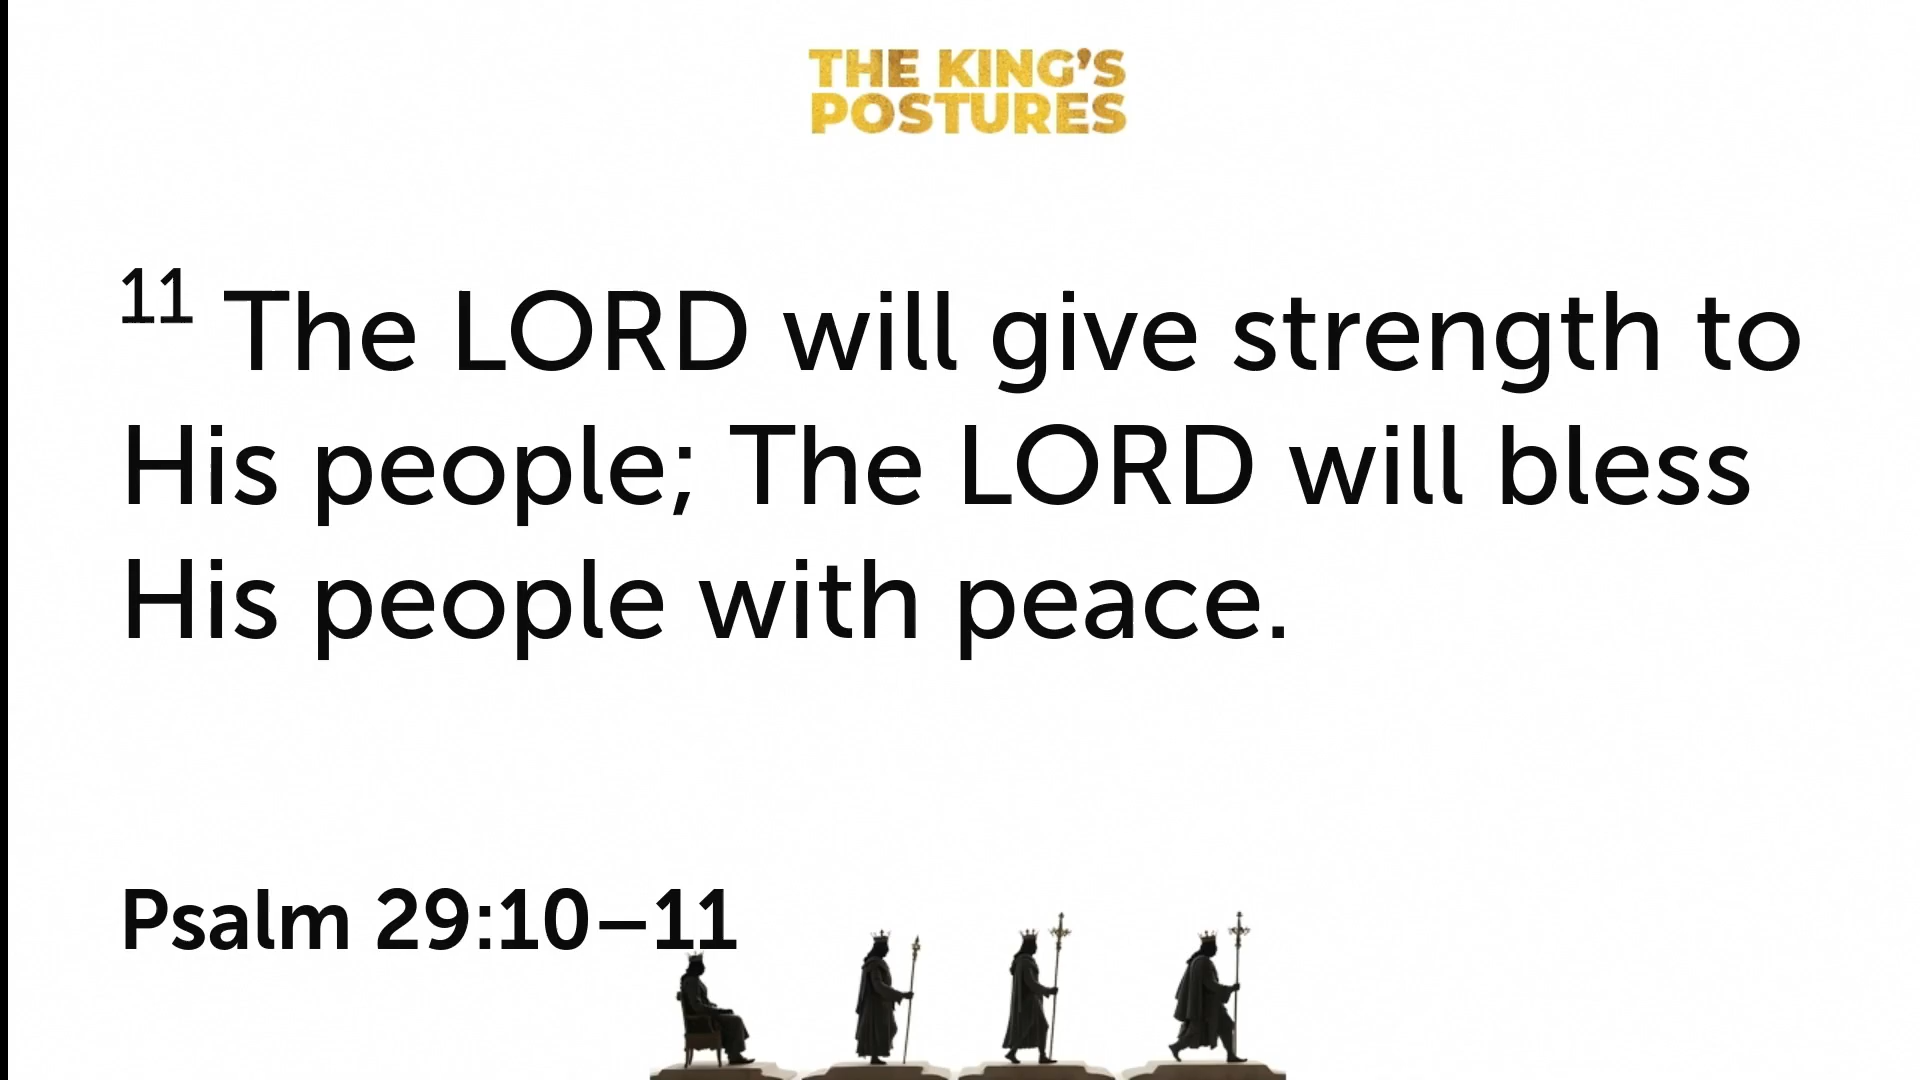 THE KING’S
POSTURES
11 The LORD will give strength to
His people; The LORD will bless
His people with peace.
Psalm 29:10–11